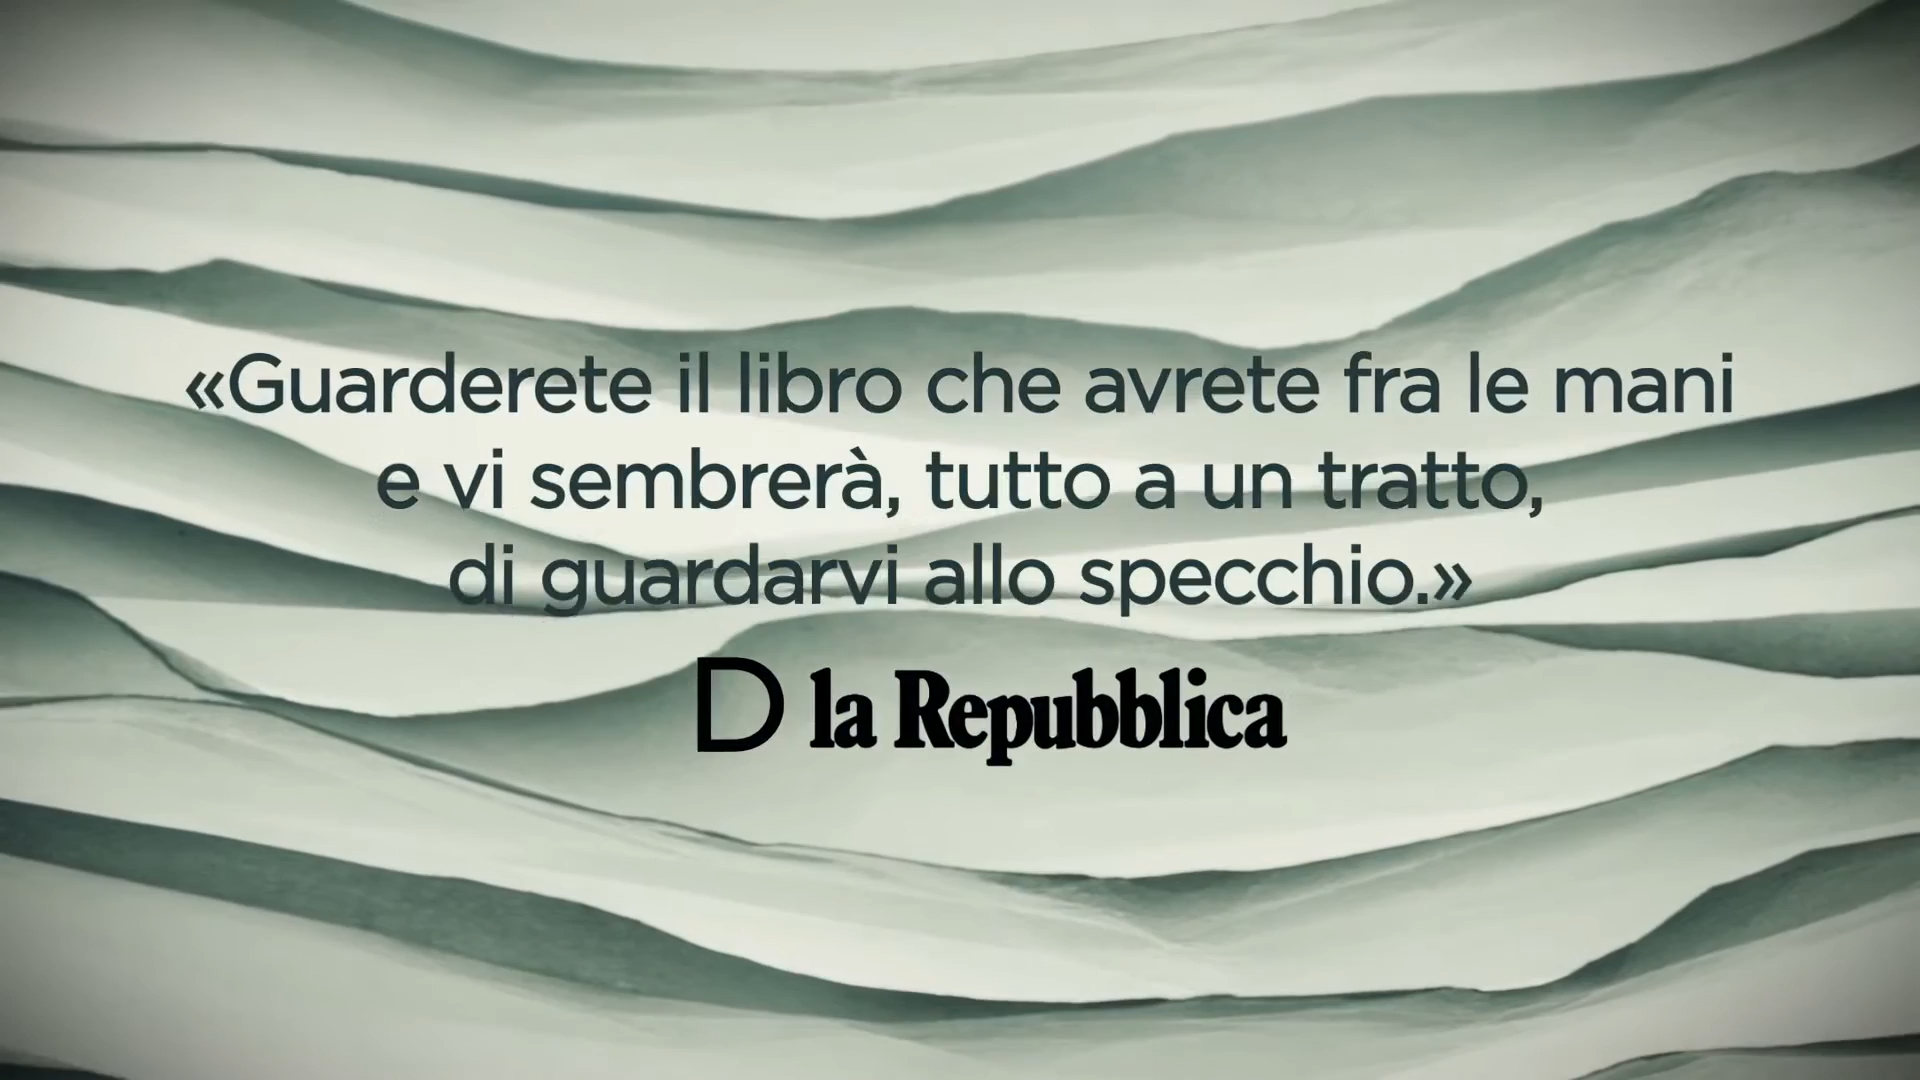 «Guarderete il libro che avrete fra le mani
e vi sembrerà, tutto a un tratto,
di guardarvi allo specchio.»
D la Repubblica